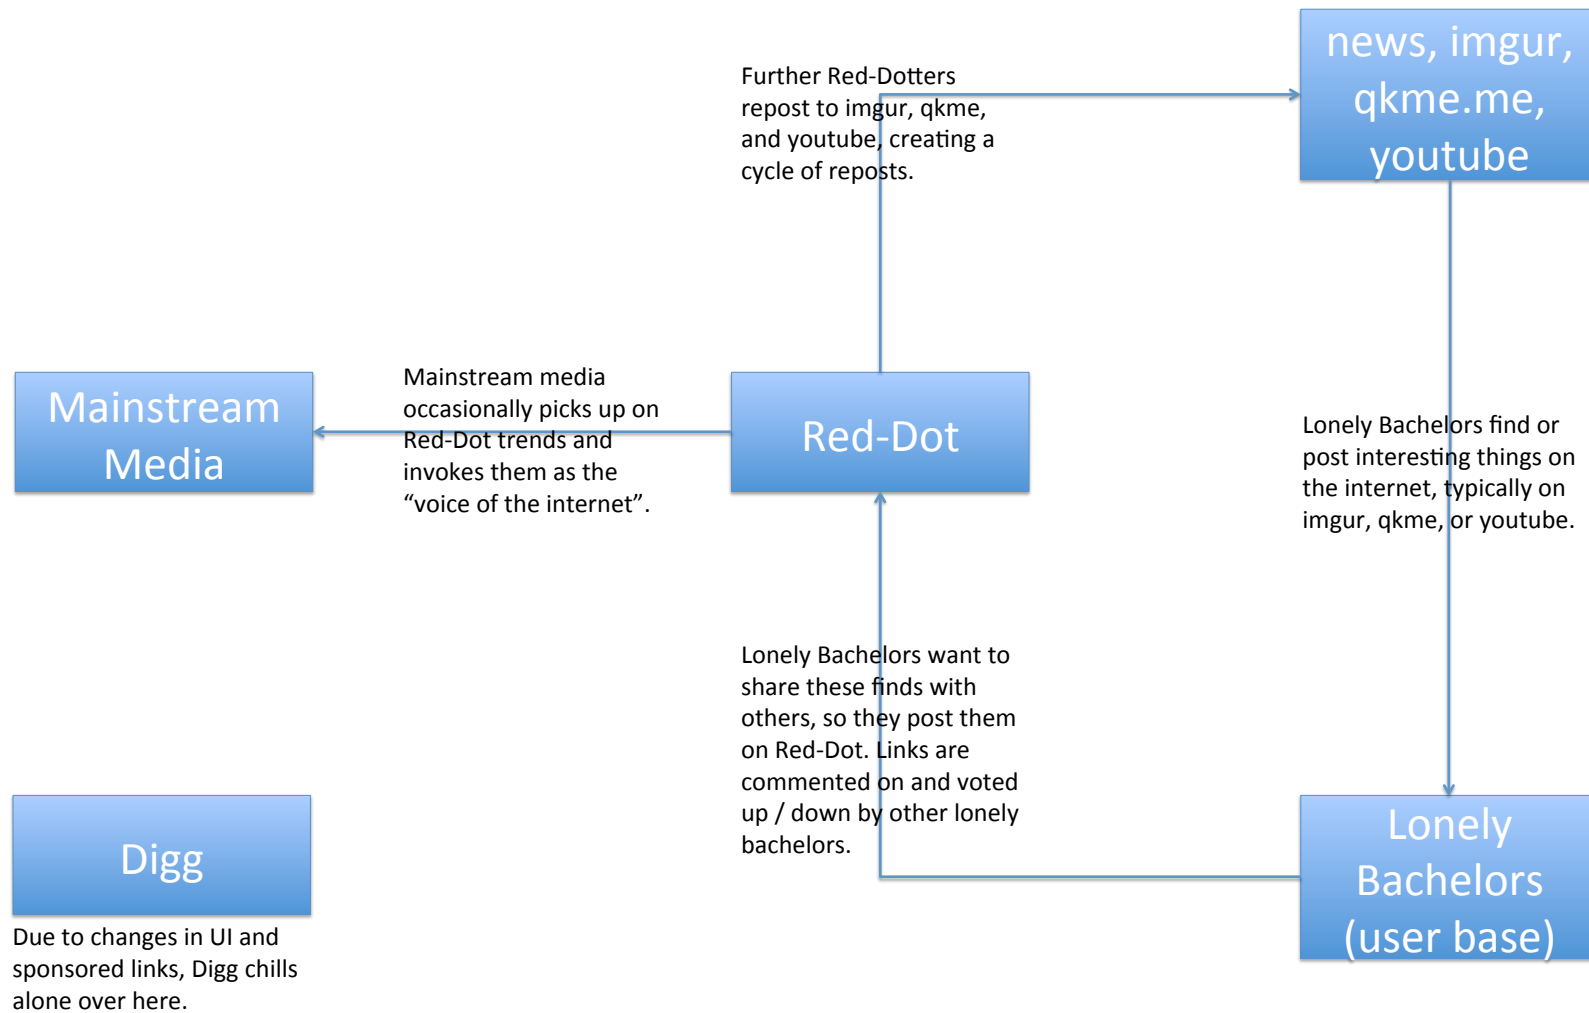 news, imgur,
qkme.me,
youtube
Further Red-Dotters
repost to imgur, qkme,
and youtube, creating a
cycle of reposts.
Mainstream
Media
Mainstream media
occasionally picks up on
Red-Dot trends and
invokes them as the
“voice of the internet”.
Red-Dot
Lonely Bachelors find or
post interesting things on
the internet, typically on
imgur, qkme, or youtube.
Lonely Bachelors want to
share these finds with
others, so they post them
on Red-Dot. Links are
commented on and voted
up / down by other lonely
bachelors.
Digg
Due to changes in UI and
sponsored links, Digg chills
alone over here.
Lonely
Bachelors
(user base)